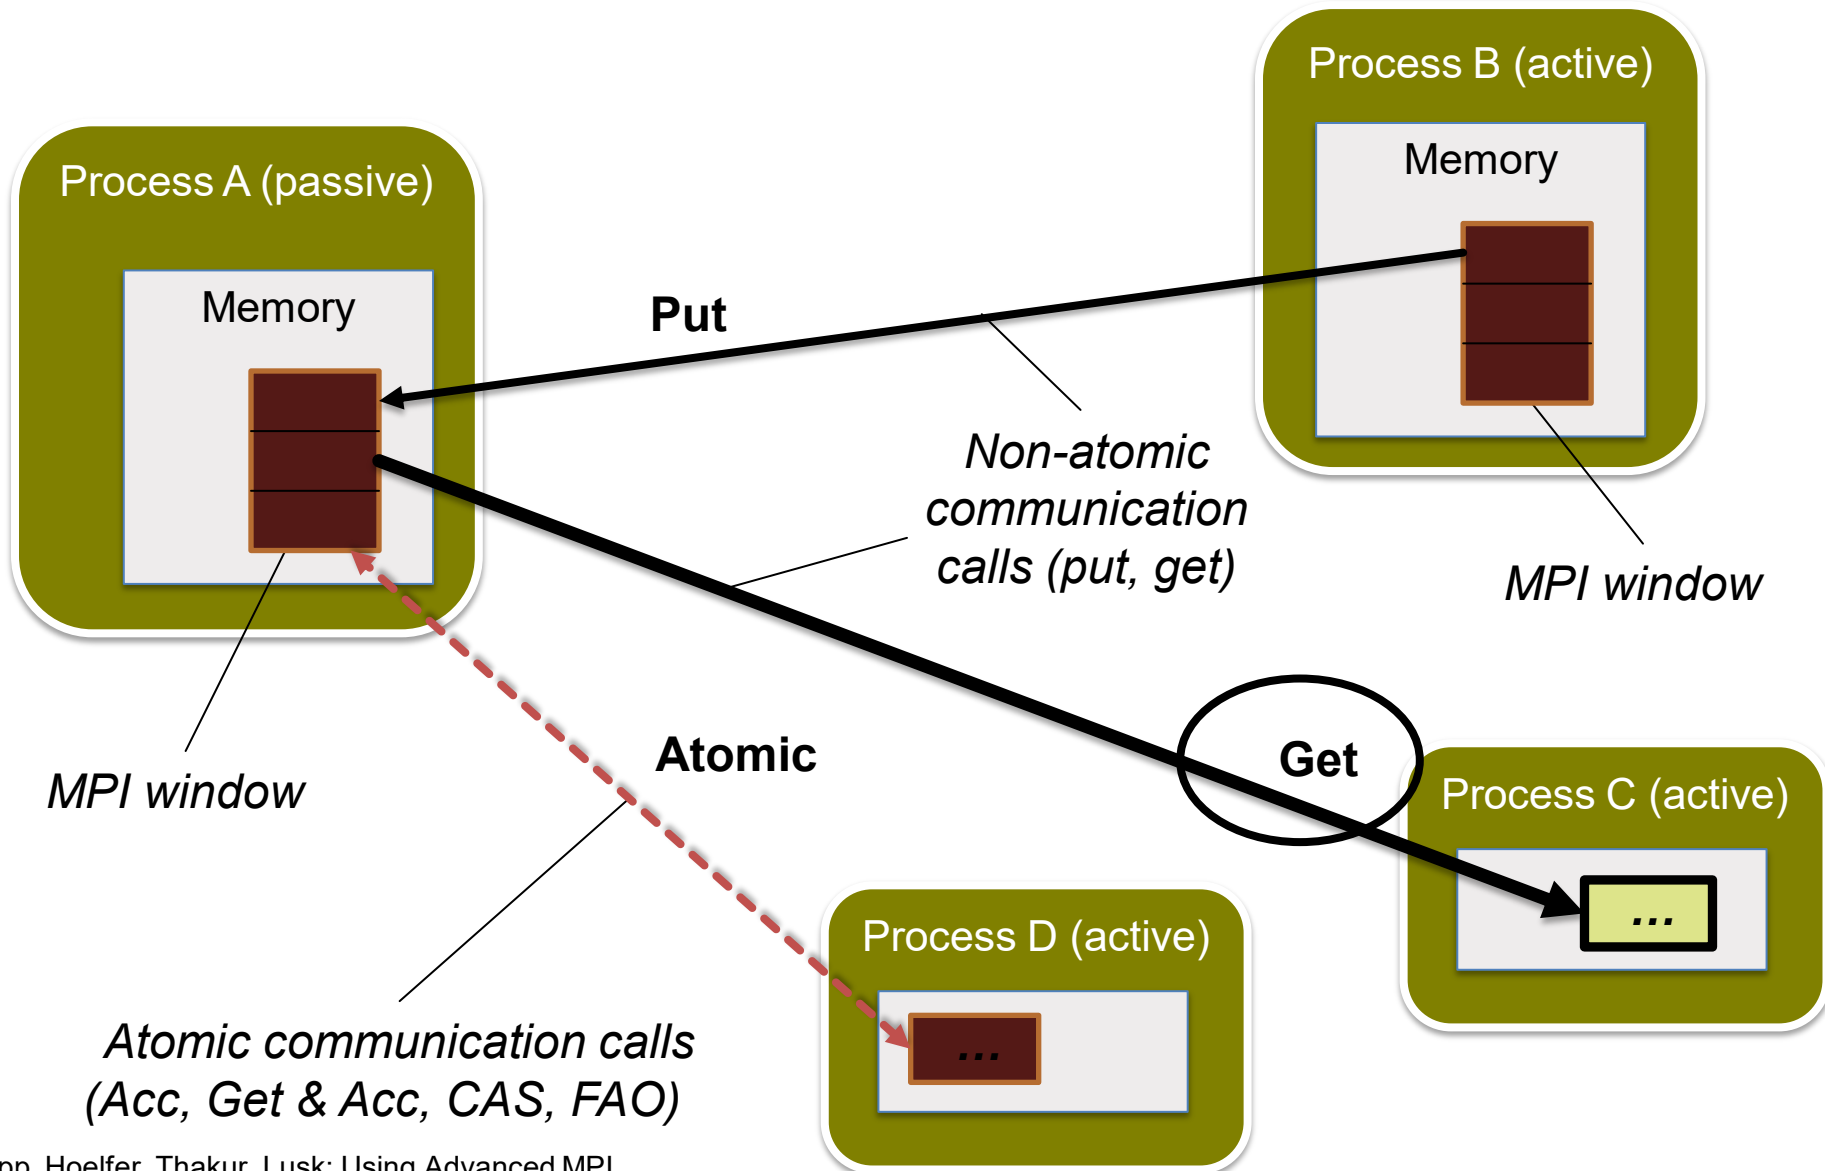 Process B (active)
Memory
Process A (passive)
Memory
Put
Non-atomic
communication
calls (put, get)
MPI window
Atomic
Get
MPI window
Process C (active)
...
Process D (active)
...
Atomic communication calls
(Acc, Get & Acc, CAS, FAO)
Hoefler, Thakur, Lusk: Using Advanced MPI